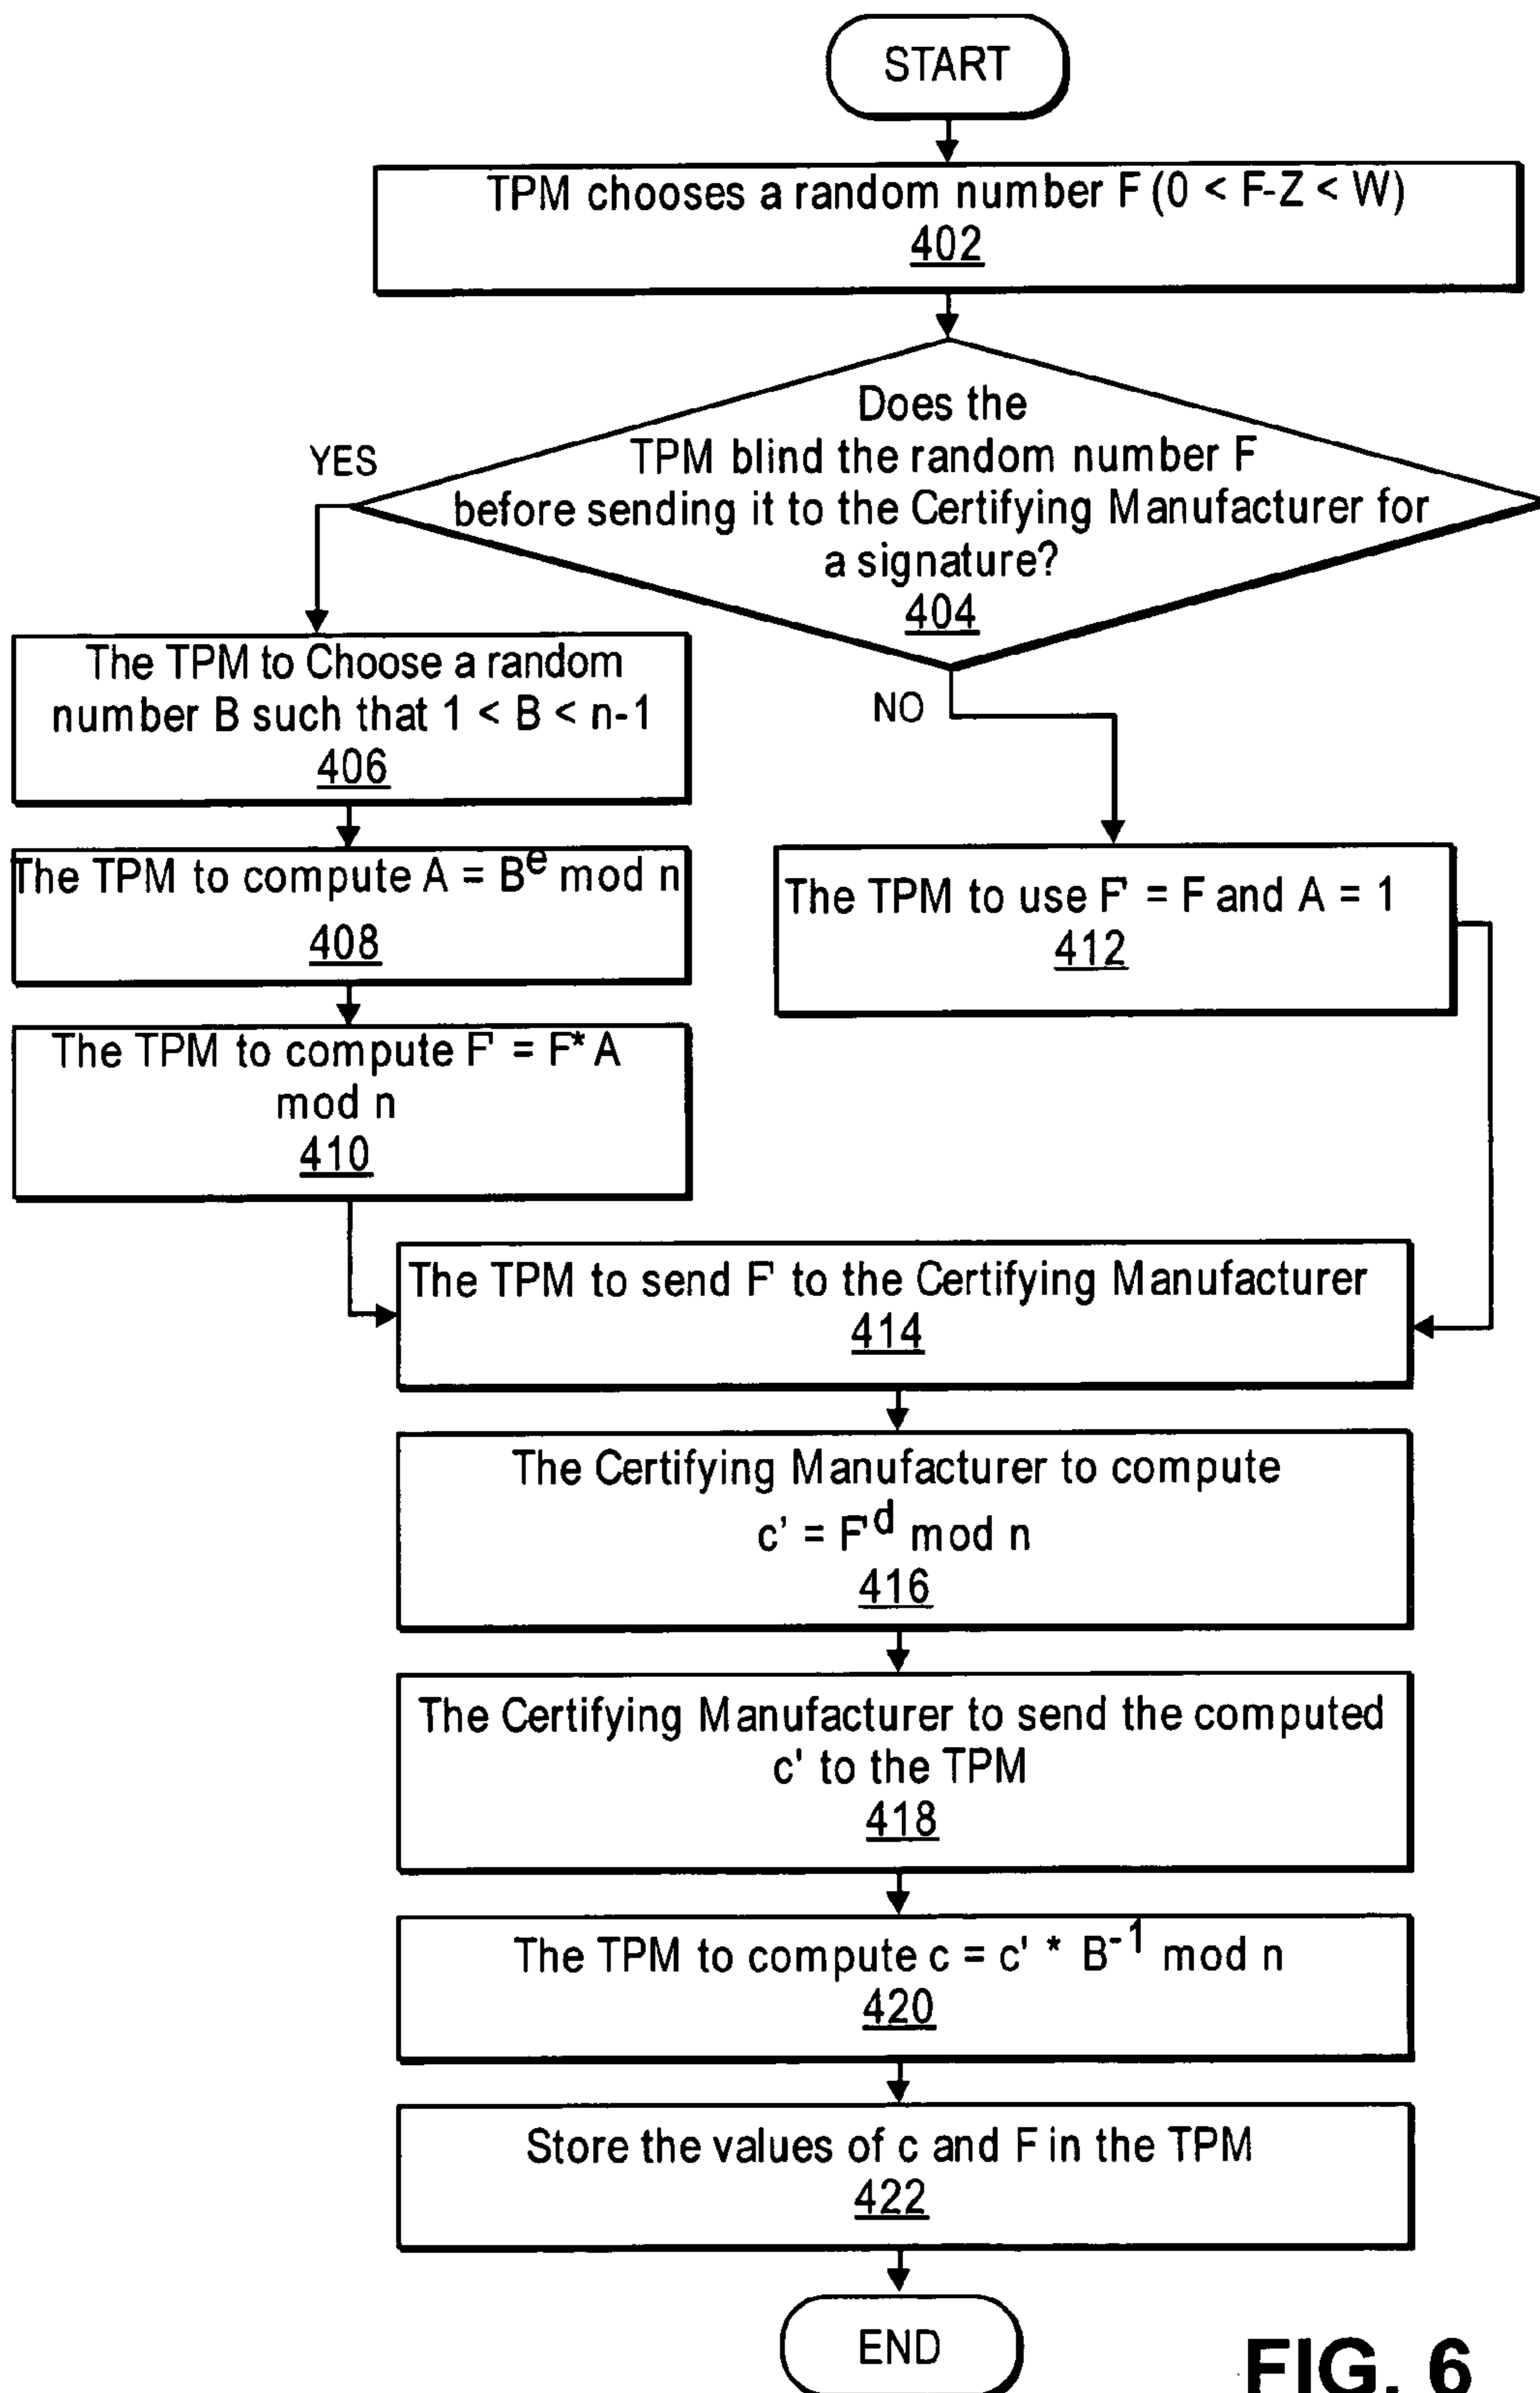 START
TPM chooses a random number F (0 < F-Z < W)
402
Does the
TPM blind the random number F
before sending it to the Certifying Manufacturer for
a signature?
404
YES
NO
The TPM to Choose a random
number B such that 1 < B < n-1
406
The TPM to compute A = B^e mod n
408
The TPM to compute F' = F* A
mod n
410
The TPM to use F' = F and A = 1
412
The TPM to send F' to the Certifying Manufacturer
414
The Certifying Manufacturer to compute
c' = F'^d mod n
416
The Certifying Manufacturer to send the computed
c' to the TPM
418
The TPM to compute c = c' * B^-1 mod n
420
Store the values of c and F in the TPM
422
END
FIG. 6